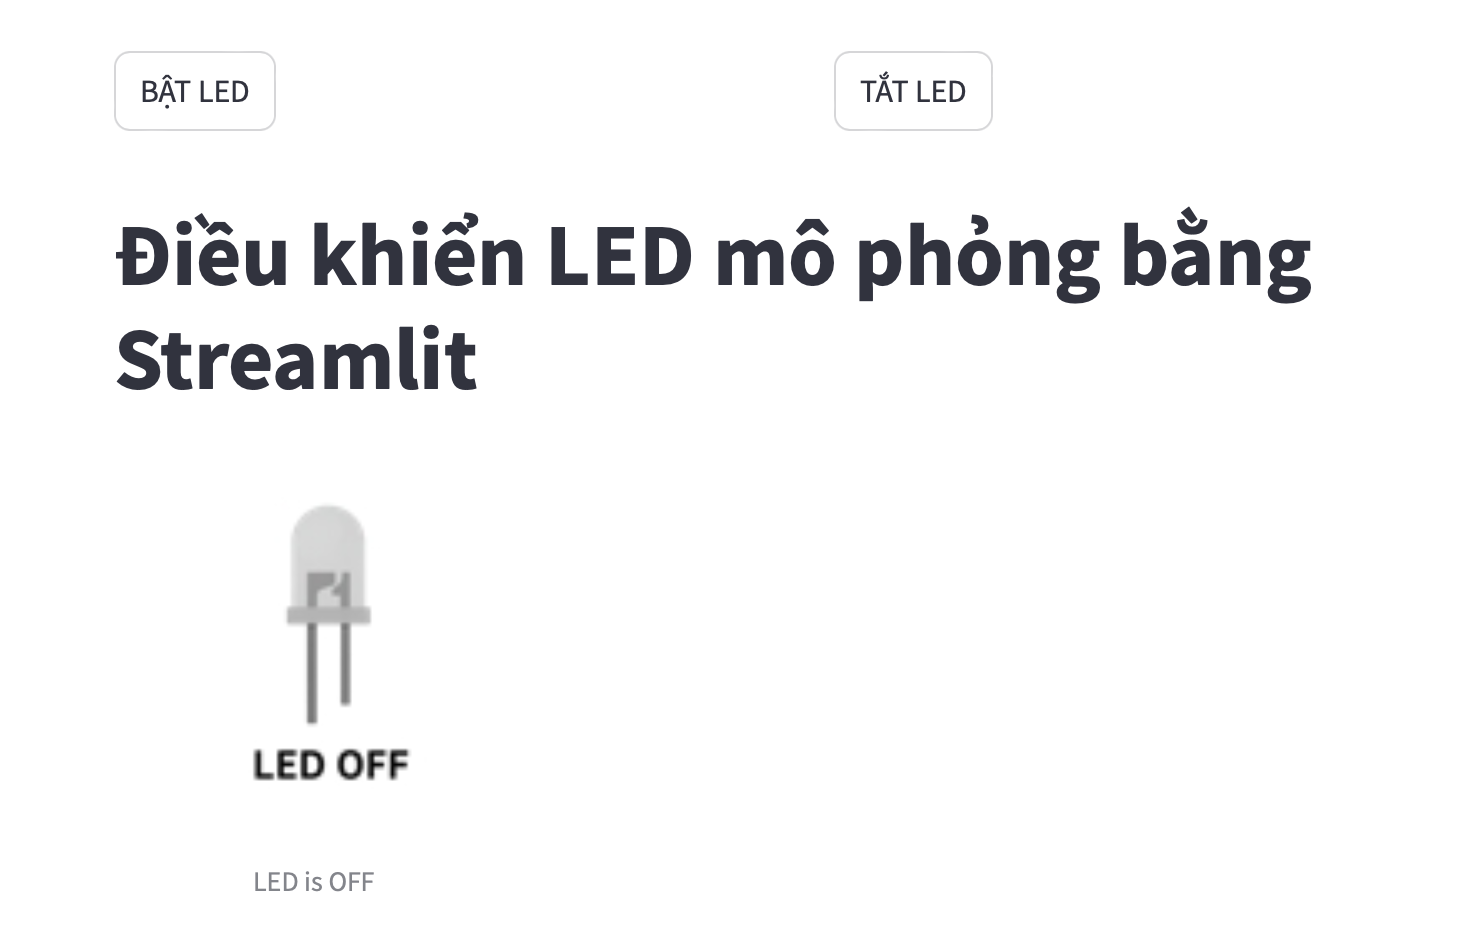 BẬT LED
TẮT LED
Điều khiển LED mô phỏng bằng
Streamlit
LED OFF
LED is OFF